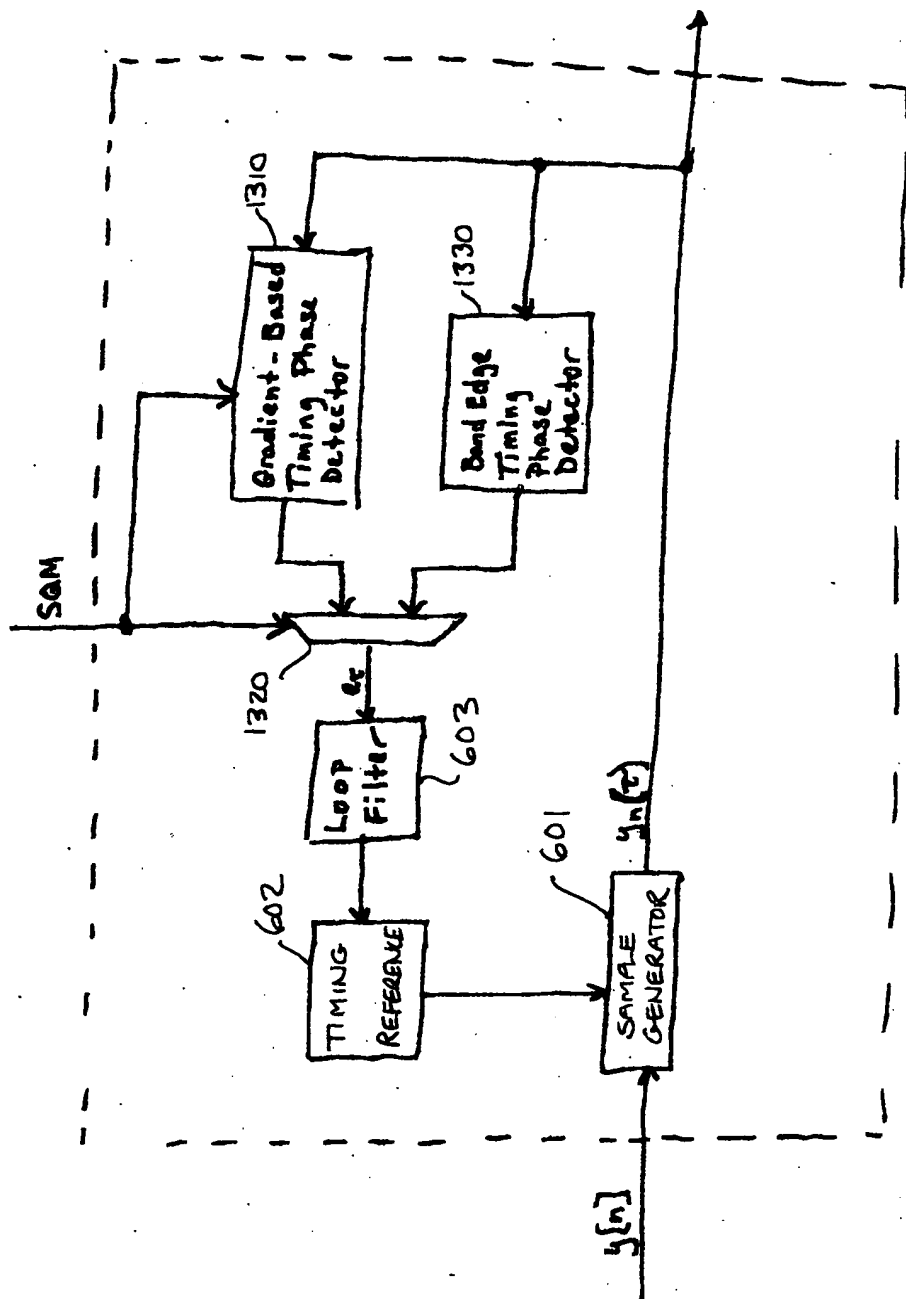 SQM
1310
Gradient-Based
Timing Phase
Detector
1330
Band Edge
Timing
Phase
Detector
1320
eτ
Loop
Filter
603
602
TIMING
REFERENCE
601
SAMPLE
GENERATOR
yn(τ)
y[n]